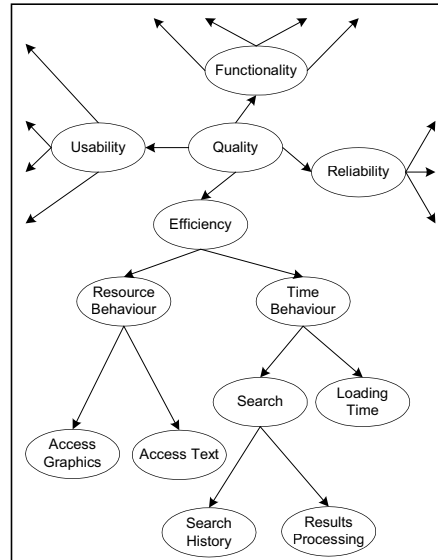 Functionality
Usability
Quality
Reliability
Efficiency
Resource
Behaviour
Time
Behaviour
Search
Loading
Time
Access
Graphics
Access Text
Search
History
Results
Processing